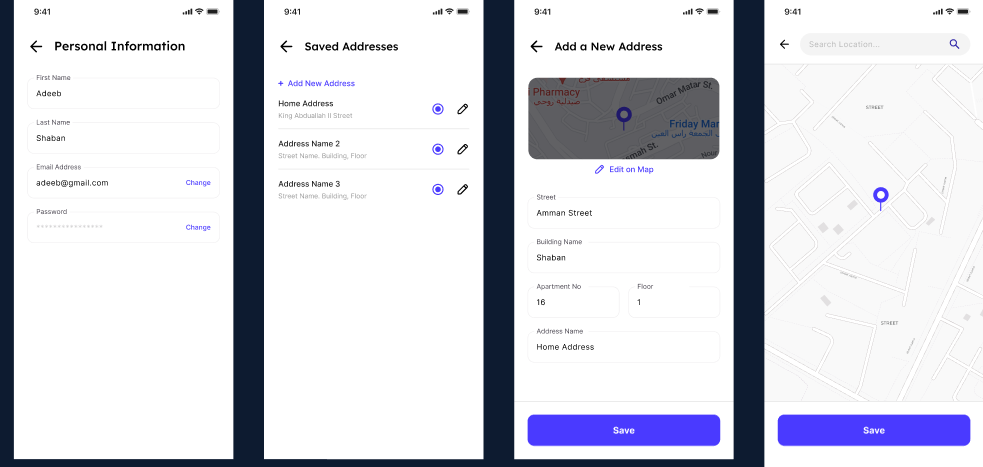 9:41
Personal Information
First Name
Adeeb
Last Name
Shaban
Email Address
adeeb@gmail.com
Change
Password
****************
Change
9:41
Saved Addresses
+ Add New Address
Home Address
King Abduallah II Street
Address Name 2
Street Name. Building, Floor
Address Name 3
Street Name. Building, Floor
9:41
Add a New Address
Pharmacy
صيدلية روحي
Omar Matar St.
Friday Mar
الجمعة راس العين
imah St.
Nour
Edit on Map
Street
Amman Street
Building Name
Shaban
Apartment No
16
Floor
1
Address Name
Home Address
Save
9:41
Search Location...
STREET
STREET
Save